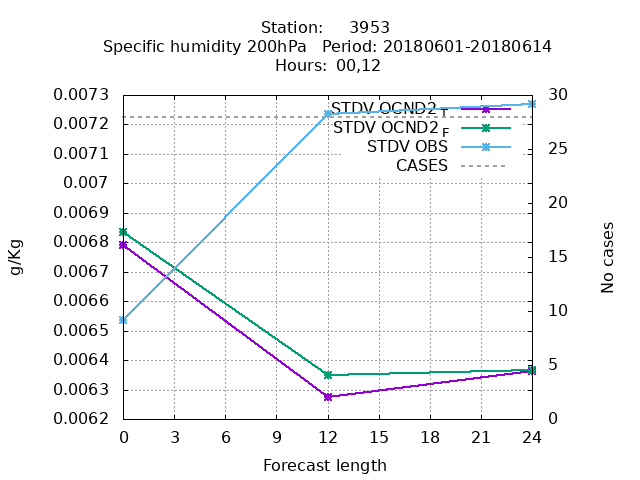 Station: 3953
Specific humidity 200hPa Period: 20180601-20180614
Hours: 00,12
0.0073
0.0072
0.0071
0.007
0.0069
0.0068
0.0067
0.0066
0.0065
0.0064
0.0063
0.0062
g/Kg
STDV OCND2 T
STDV OCND2 F
STDV OBS
CASES
30
25
20
15
10
5
0
No cases
0 3 6 9 12 15 18 21 24
Forecast length